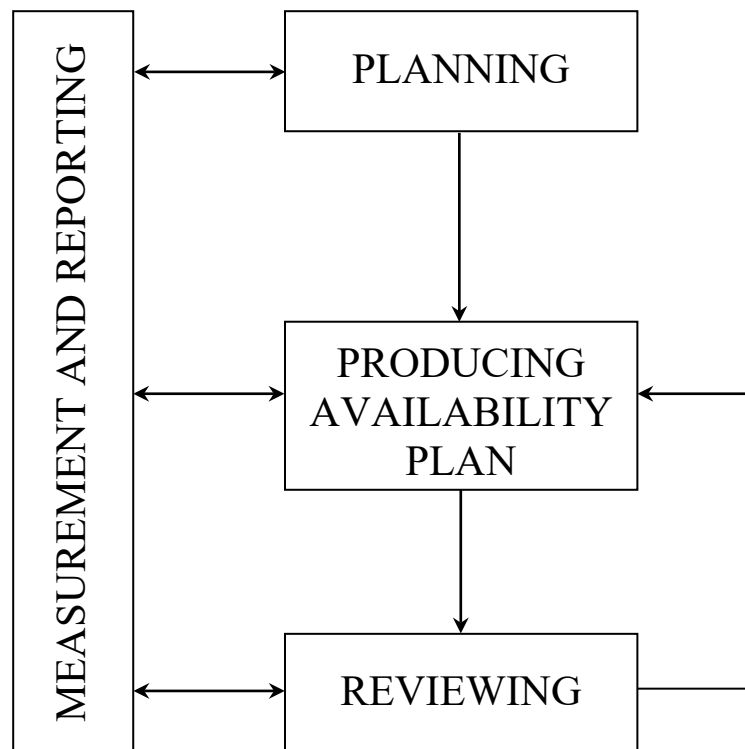 MEASUREMENT AND REPORTING
PLANNING
PRODUCING
AVAILABILITY
PLAN
REVIEWING